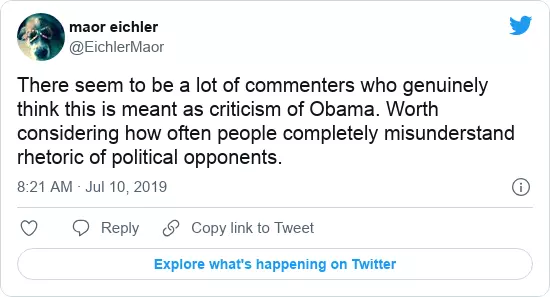 maor eichler
@EichlerMaor
There seem to be a lot of commenters who genuinely
think this is meant as criticism of Obama. Worth
considering how often people completely misunderstand
rhetoric of political opponents.
8:21 AM · Jul 10, 2019
Reply Copy link to Tweet
Explore what's happening on Twitter